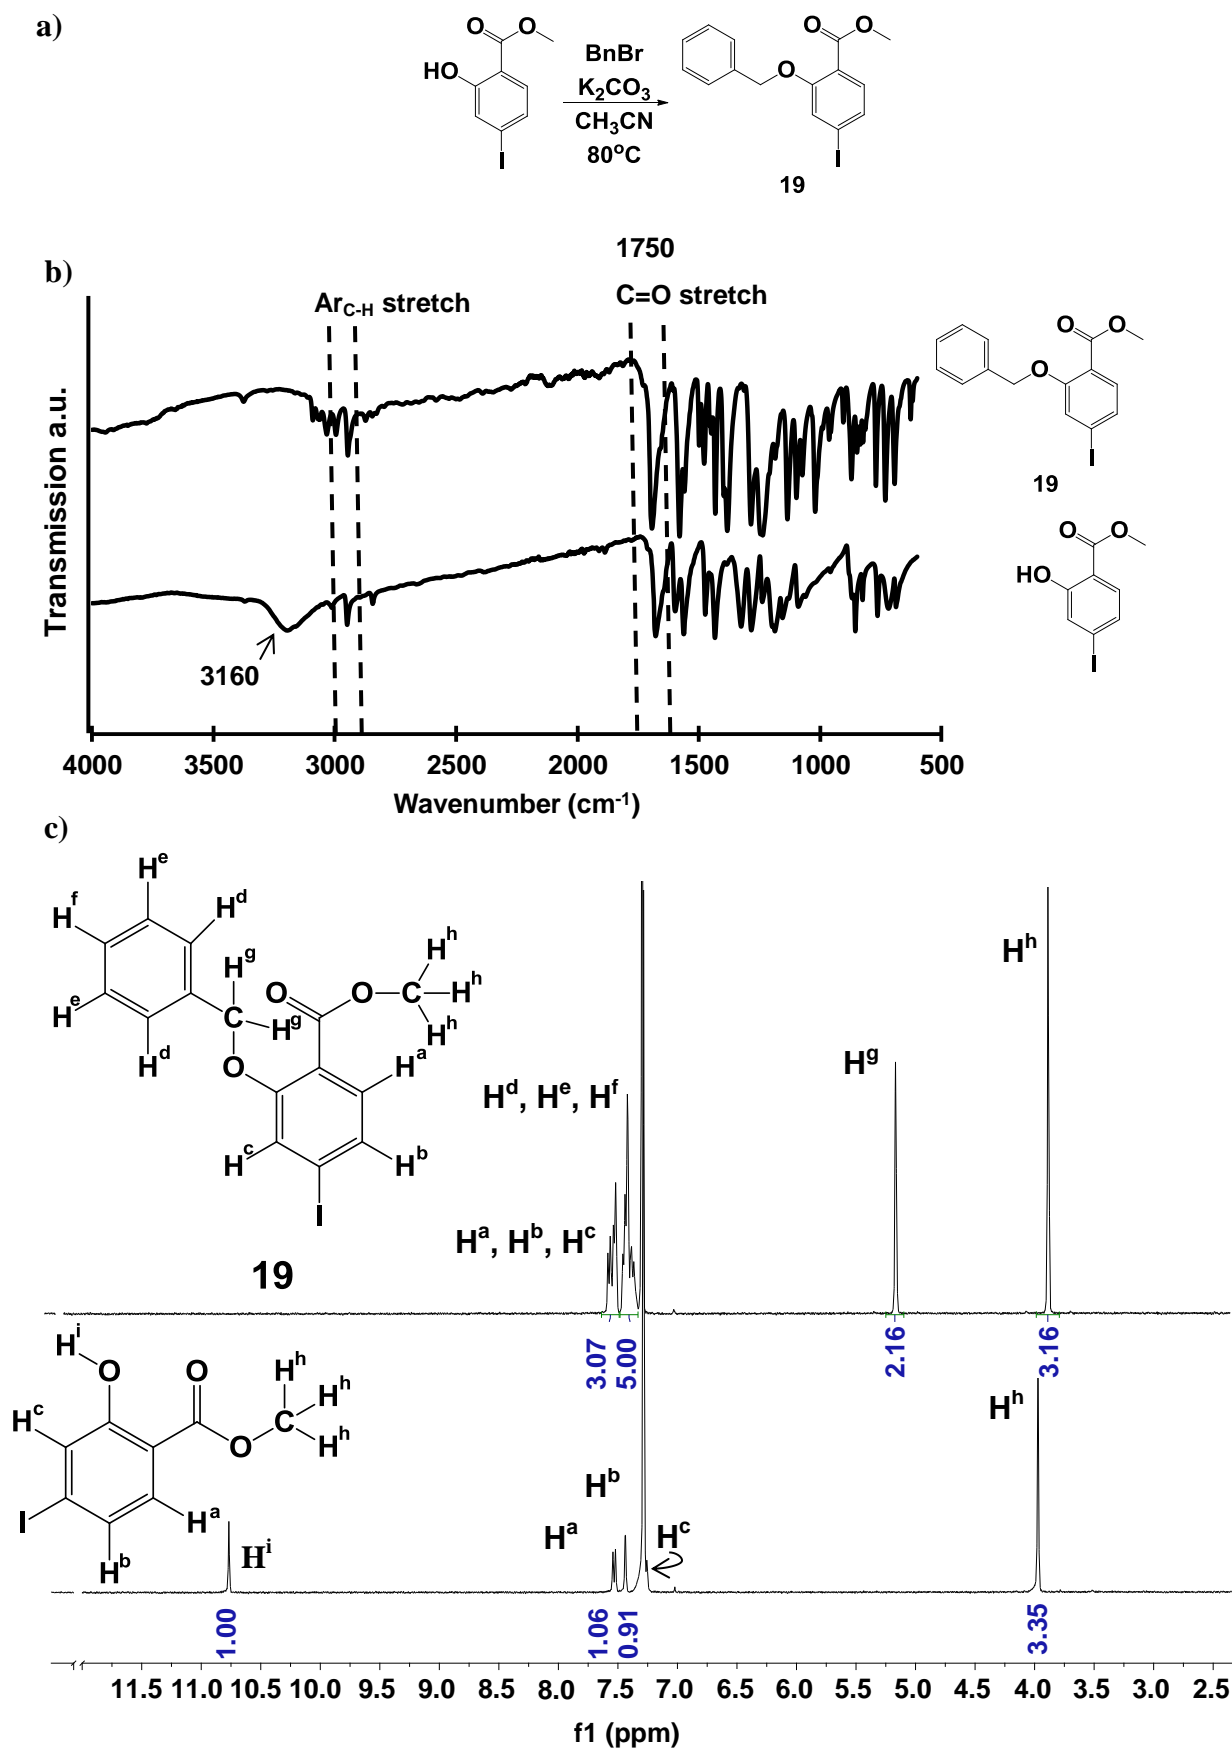 a)
O
O
HO
I
BnBr
K2CO3
CH3CN
80oC
O
O
O
I
19
b)
1750
ArC-H stretch
C=O stretch
Transmission a.u.
3160
O
O
O
I
19
O
O
HO
I
4000 3500 3000 2500 2000 1500 1000 500
Wavenumber (cm-1)
c)
He
Hf
Hd
Hg
Hh
He
C
Hg
O
O
C
Hh
Hh
Hd
O
Ha
Hc
Hb
I
19
Hd, He, Hf
Ha, Hb, Hc
Hg
Hh
3.07
5.00
2.16
3.16
Hi
O
O
Hh
Hh
Hc
C
O
Hh
I
Ha
Hb
Hi
Ha
Hb
Hc
Hh
1.00
1.06
0.91
3.35
11.5 11.0 10.5 10.0 9.5 9.0 8.5 8.0 7.5 7.0 6.5 6.0 5.5 5.0 4.5 4.0 3.5 3.0 2.5
f1 (ppm)